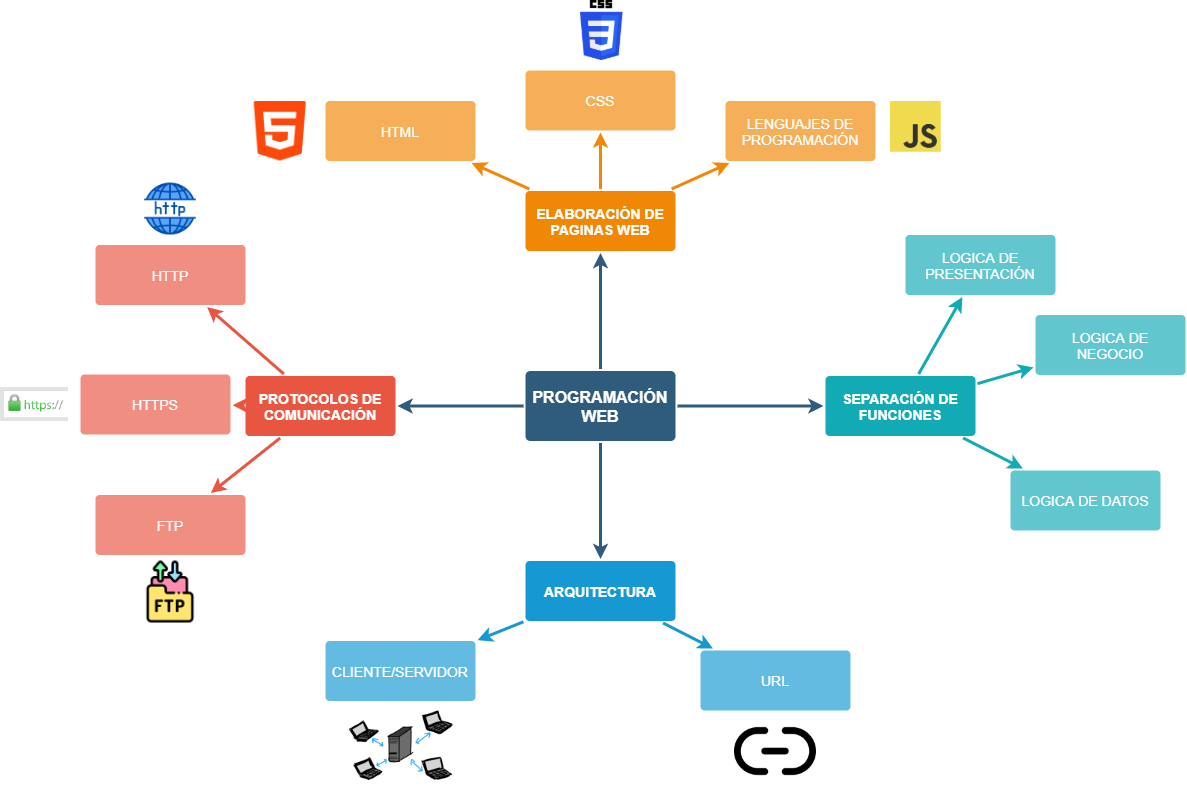 CSS
3
CSS
5
HTML
LENGUAJES DE
PROGRAMACIÓN
JS
http
ELABORACIÓN DE
PAGINAS WEB
HTTP
LOGICA DE
PRESENTACIÓN
LOGICA DE
NEGOCIO
https://
HTTPS
PROTOCOLOS DE
COMUNICACIÓN
PROGRAMACIÓN
WEB
SEPARACIÓN DE
FUNCIONES
LOGICA DE DATOS
FTP
FTP
ARQUITECTURA
CLIENTE/SERVIDOR
URL